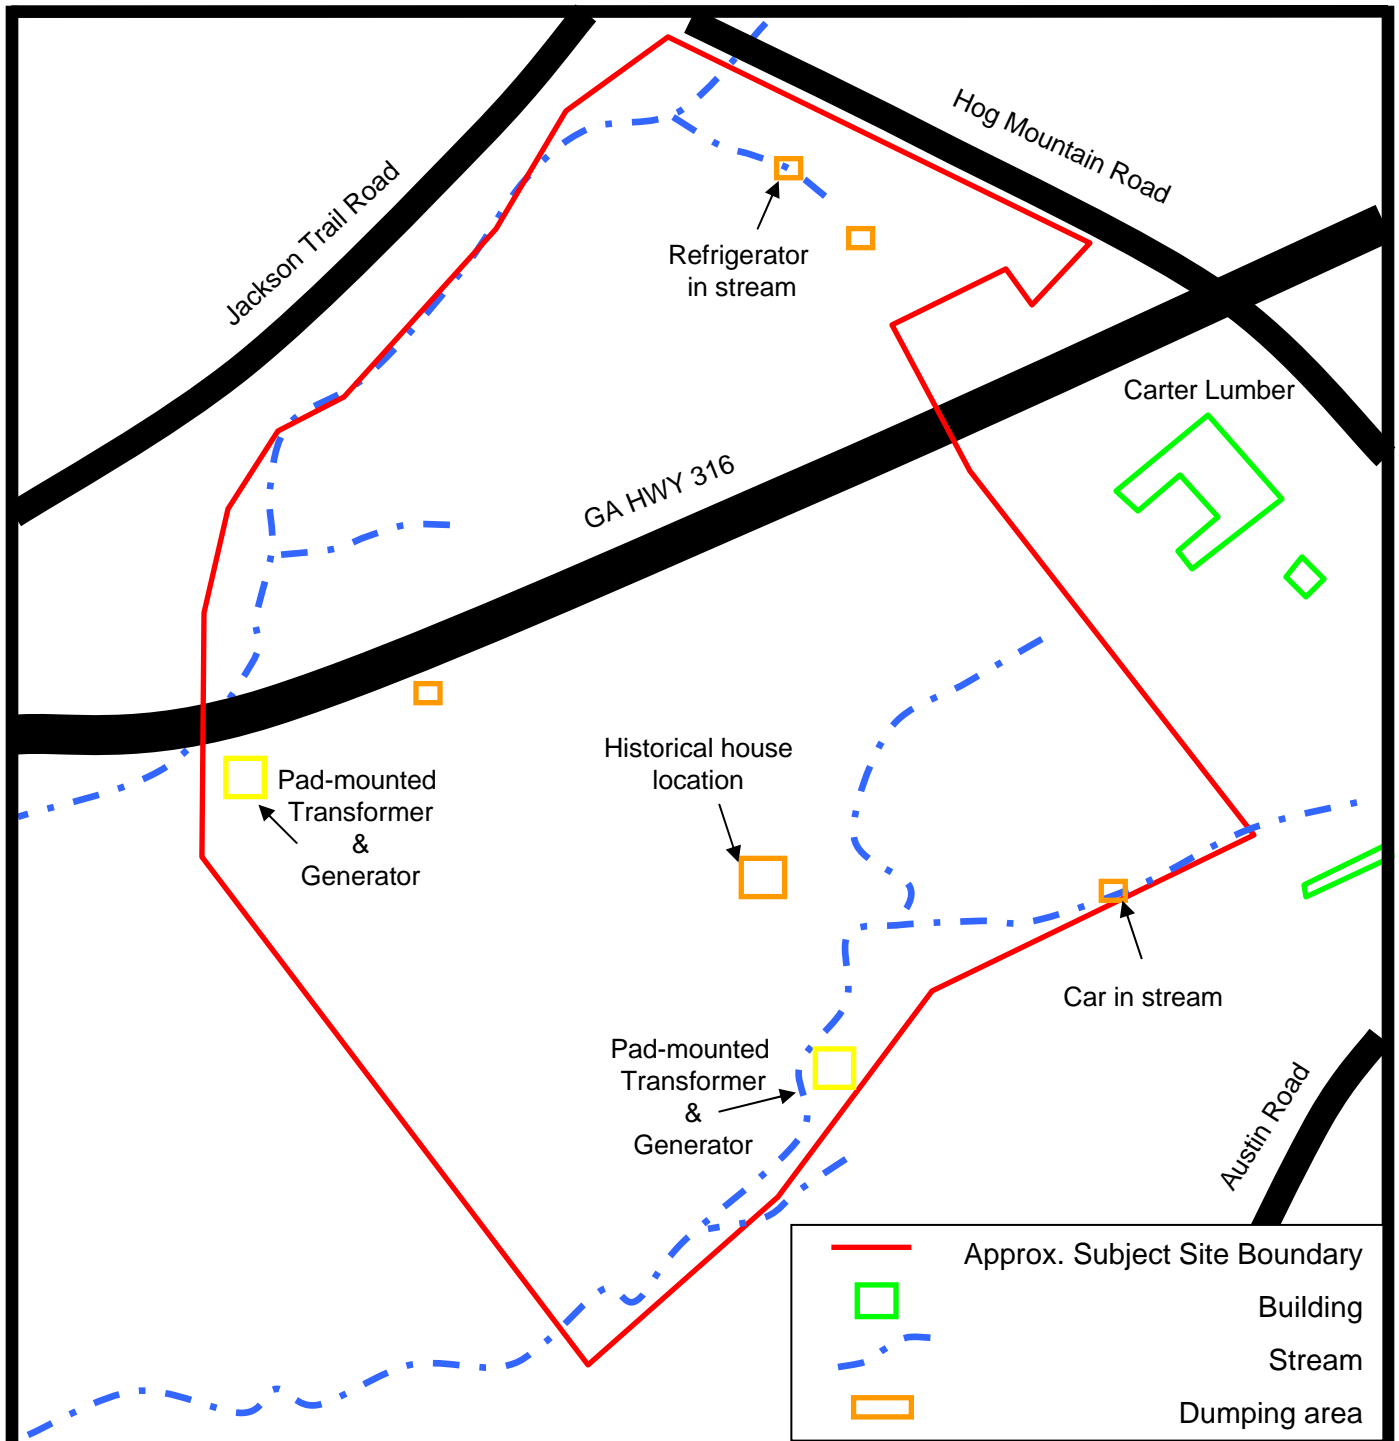 Hog Mountain Road
Jackson Trail Road
Refrigerator
in stream
Carter Lumber
GA HWY 316
Historical house
location
Pad-mounted
Transformer
&
Generator
Car in stream
Pad-mounted
Transformer
&
Generator
Austin Road
Approx. Subject Site Boundary
Building
Stream
Dumping area